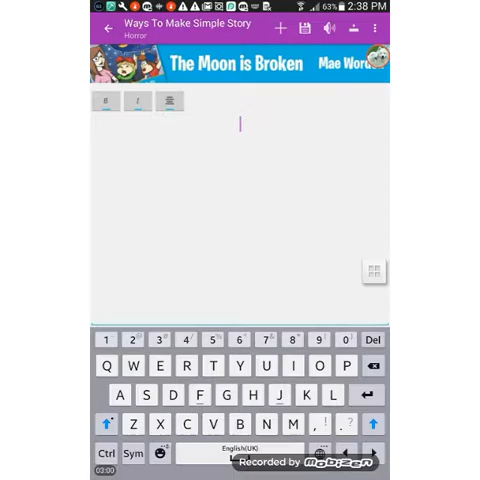 63% 2:38 PM
Ways To Make Simple Story
Horror
The Moon is Broken Mae Word
B I
1 2 3 4 5 6 7 8 9 0 Del
Q W E R T Y U I O P
A S D F G H J K L
Z X C V B N M , ! . ?
Ctrl Sym English(UK)
03:00 Recorded by mobizen